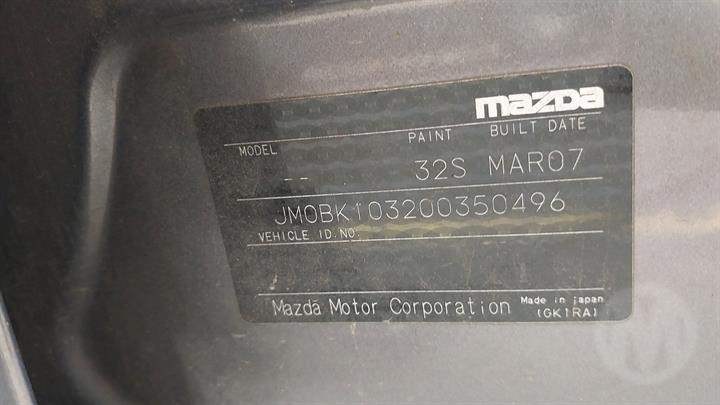 mazda
MODEL PAINT BUILT DATE
-- 32S MAR07
JM0BK103200350496
VEHICLE ID.NO.
Mazda Motor Corporation Made in japan
(GK1RA)
M